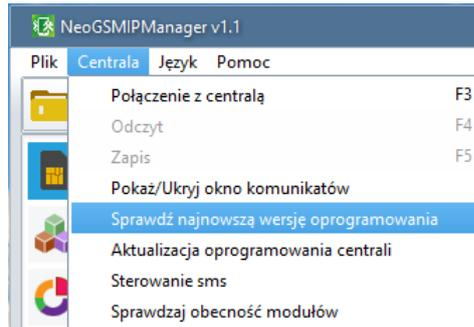 NeoGSMIPManager v1.1
Plik Centrala Język Pomoc
Połączenie z centralą F3
Odczyt F4
Zapis F5
Pokaż/Ukryj okno komunikatów
Sprawdź najnowszą wersję oprogramowania
Aktualizacja oprogramowania centrali
Sterowanie sms
Sprawdzaj obecność modułów